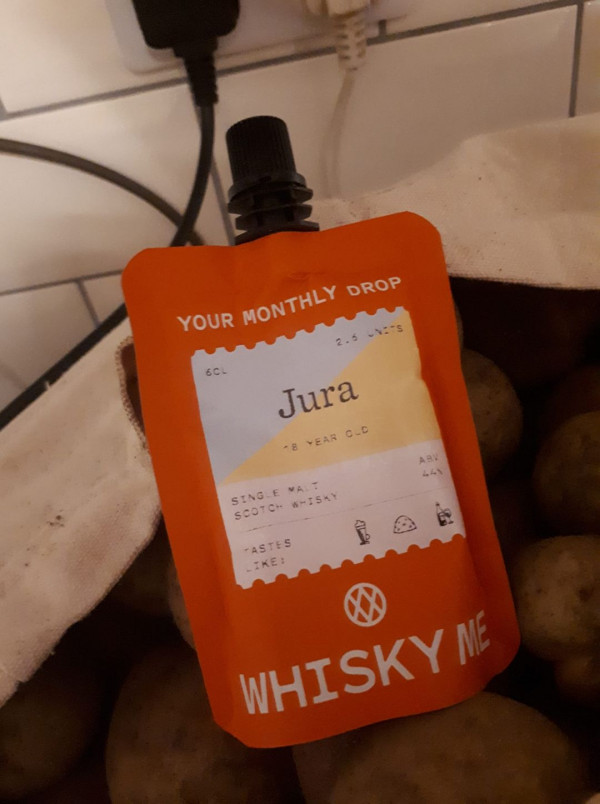 YOUR MONTHLY DROP
6CL
2.6 UNITS
Jura
18 YEAR OLD
SINGLE MALT
SCOTCH WHISKY
ABV
44%
TASTES
LIKE:
WHISKY ME